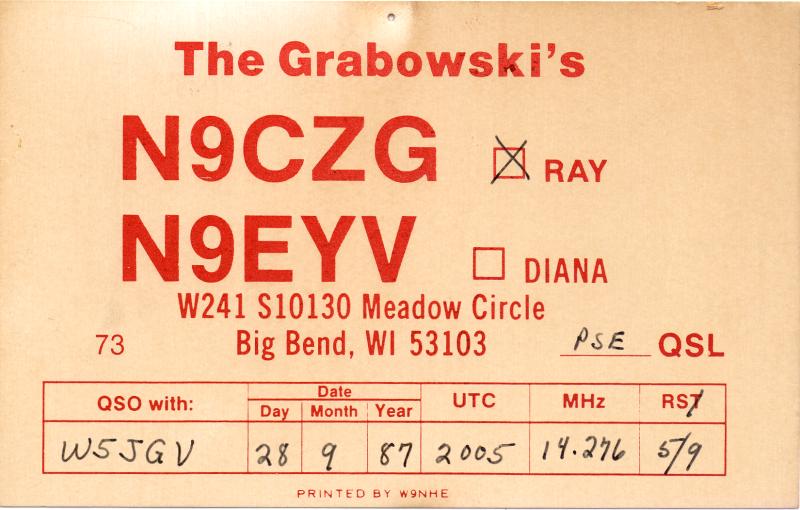 The Grabowski's
N9CZG RAY
N9EYV DIANA
W241 S10130 Meadow Circle
73 Big Bend, WI 53103 PSE QSL
QSO with: Date UTC MHz RST
Day Month Year
W5JGV 28 9 87 2005 14.276 5/9
PRINTED BY W9NHE